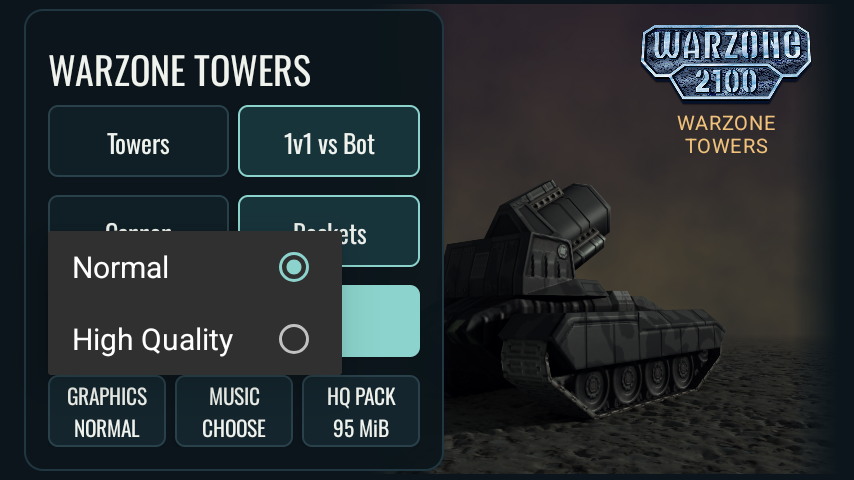 WARZONE TOWERS
WARZONE
2100
WARZONE
TOWERS
Towers
1v1 vs Bot
Normal
High Quality
GRAPHICS
NORMAL
MUSIC
CHOOSE
HQ PACK
95 MiB